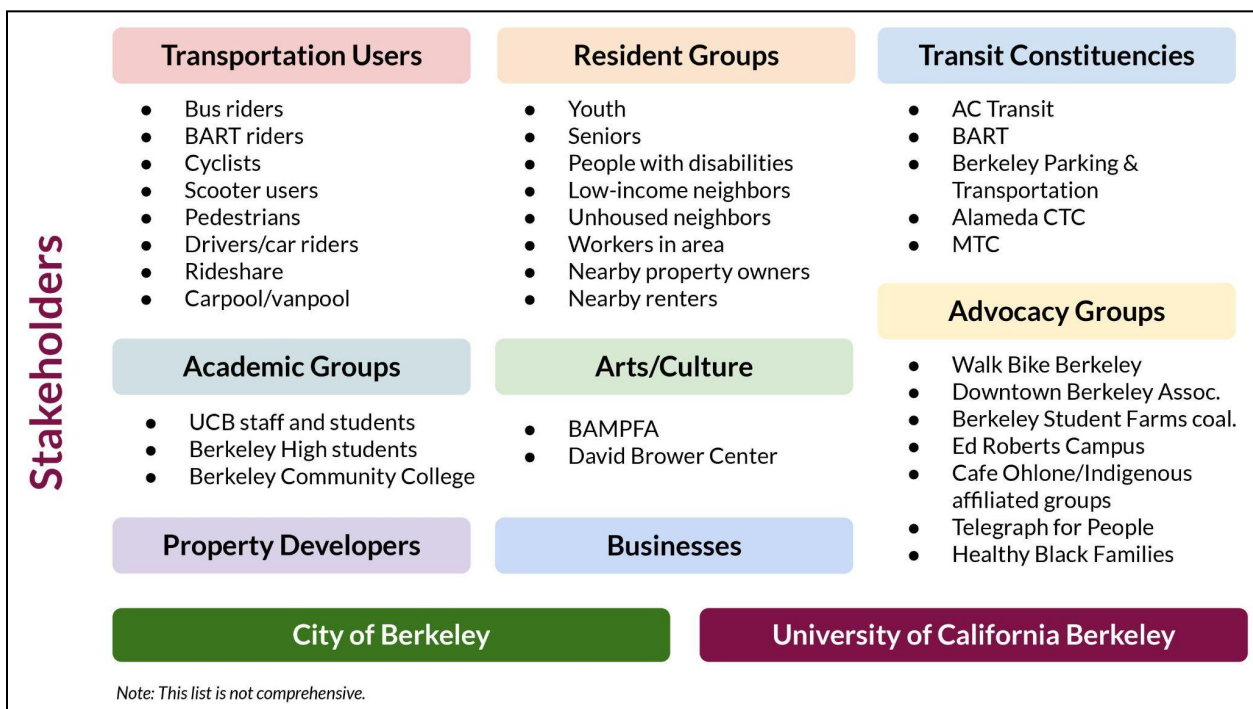 Stakeholders
Transportation Users
● Bus riders
● BART riders
● Cyclists
● Scooter users
● Pedestrians
● Drivers/car riders
● Rideshare
● Carpool/vanpool
Resident Groups
● Youth
● Seniors
● People with disabilities
● Low-income neighbors
● Unhoused neighbors
● Workers in area
● Nearby property owners
● Nearby renters
Transit Constituencies
● AC Transit
● BART
● Berkeley Parking &
Transportation
● Alameda CTC
● MTC
Academic Groups
● UCB staff and students
● Berkeley High students
● Berkeley Community College
Arts/Culture
● BAMPFA
● David Brower Center
Advocacy Groups
● Walk Bike Berkeley
● Downtown Berkeley Assoc.
● Berkeley Student Farms coal.
● Ed Roberts Campus
● Cafe Ohlone/Indigenous
affiliated groups
● Telegraph for People
● Healthy Black Families
Property Developers
Businesses
City of Berkeley
University of California Berkeley
Note: This list is not comprehensive.